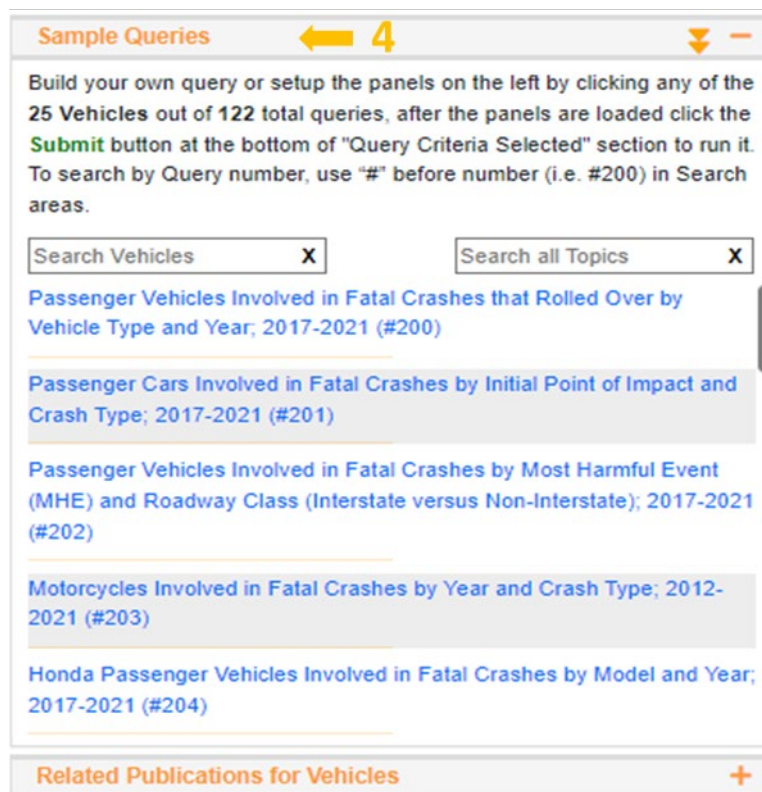 Sample Queries 4
Build your own query or setup the panels on the left by clicking any of the
25 Vehicles out of 122 total queries, after the panels are loaded click the
Submit button at the bottom of "Query Criteria Selected" section to run it.
To search by Query number, use "#" before number (i.e. #200) in Search
areas.
Search Vehicles X Search all Topics X
Passenger Vehicles Involved in Fatal Crashes that Rolled Over by
Vehicle Type and Year; 2017-2021 (#200)
Passenger Cars Involved in Fatal Crashes by Initial Point of Impact and
Crash Type; 2017-2021 (#201)
Passenger Vehicles Involved in Fatal Crashes by Most Harmful Event
(MHE) and Roadway Class (Interstate versus Non-Interstate); 2017-2021
(#202)
Motorcycles Involved in Fatal Crashes by Year and Crash Type; 2012-
2021 (#203)
Honda Passenger Vehicles Involved in Fatal Crashes by Model and Year;
2017-2021 (#204)
Related Publications for Vehicles